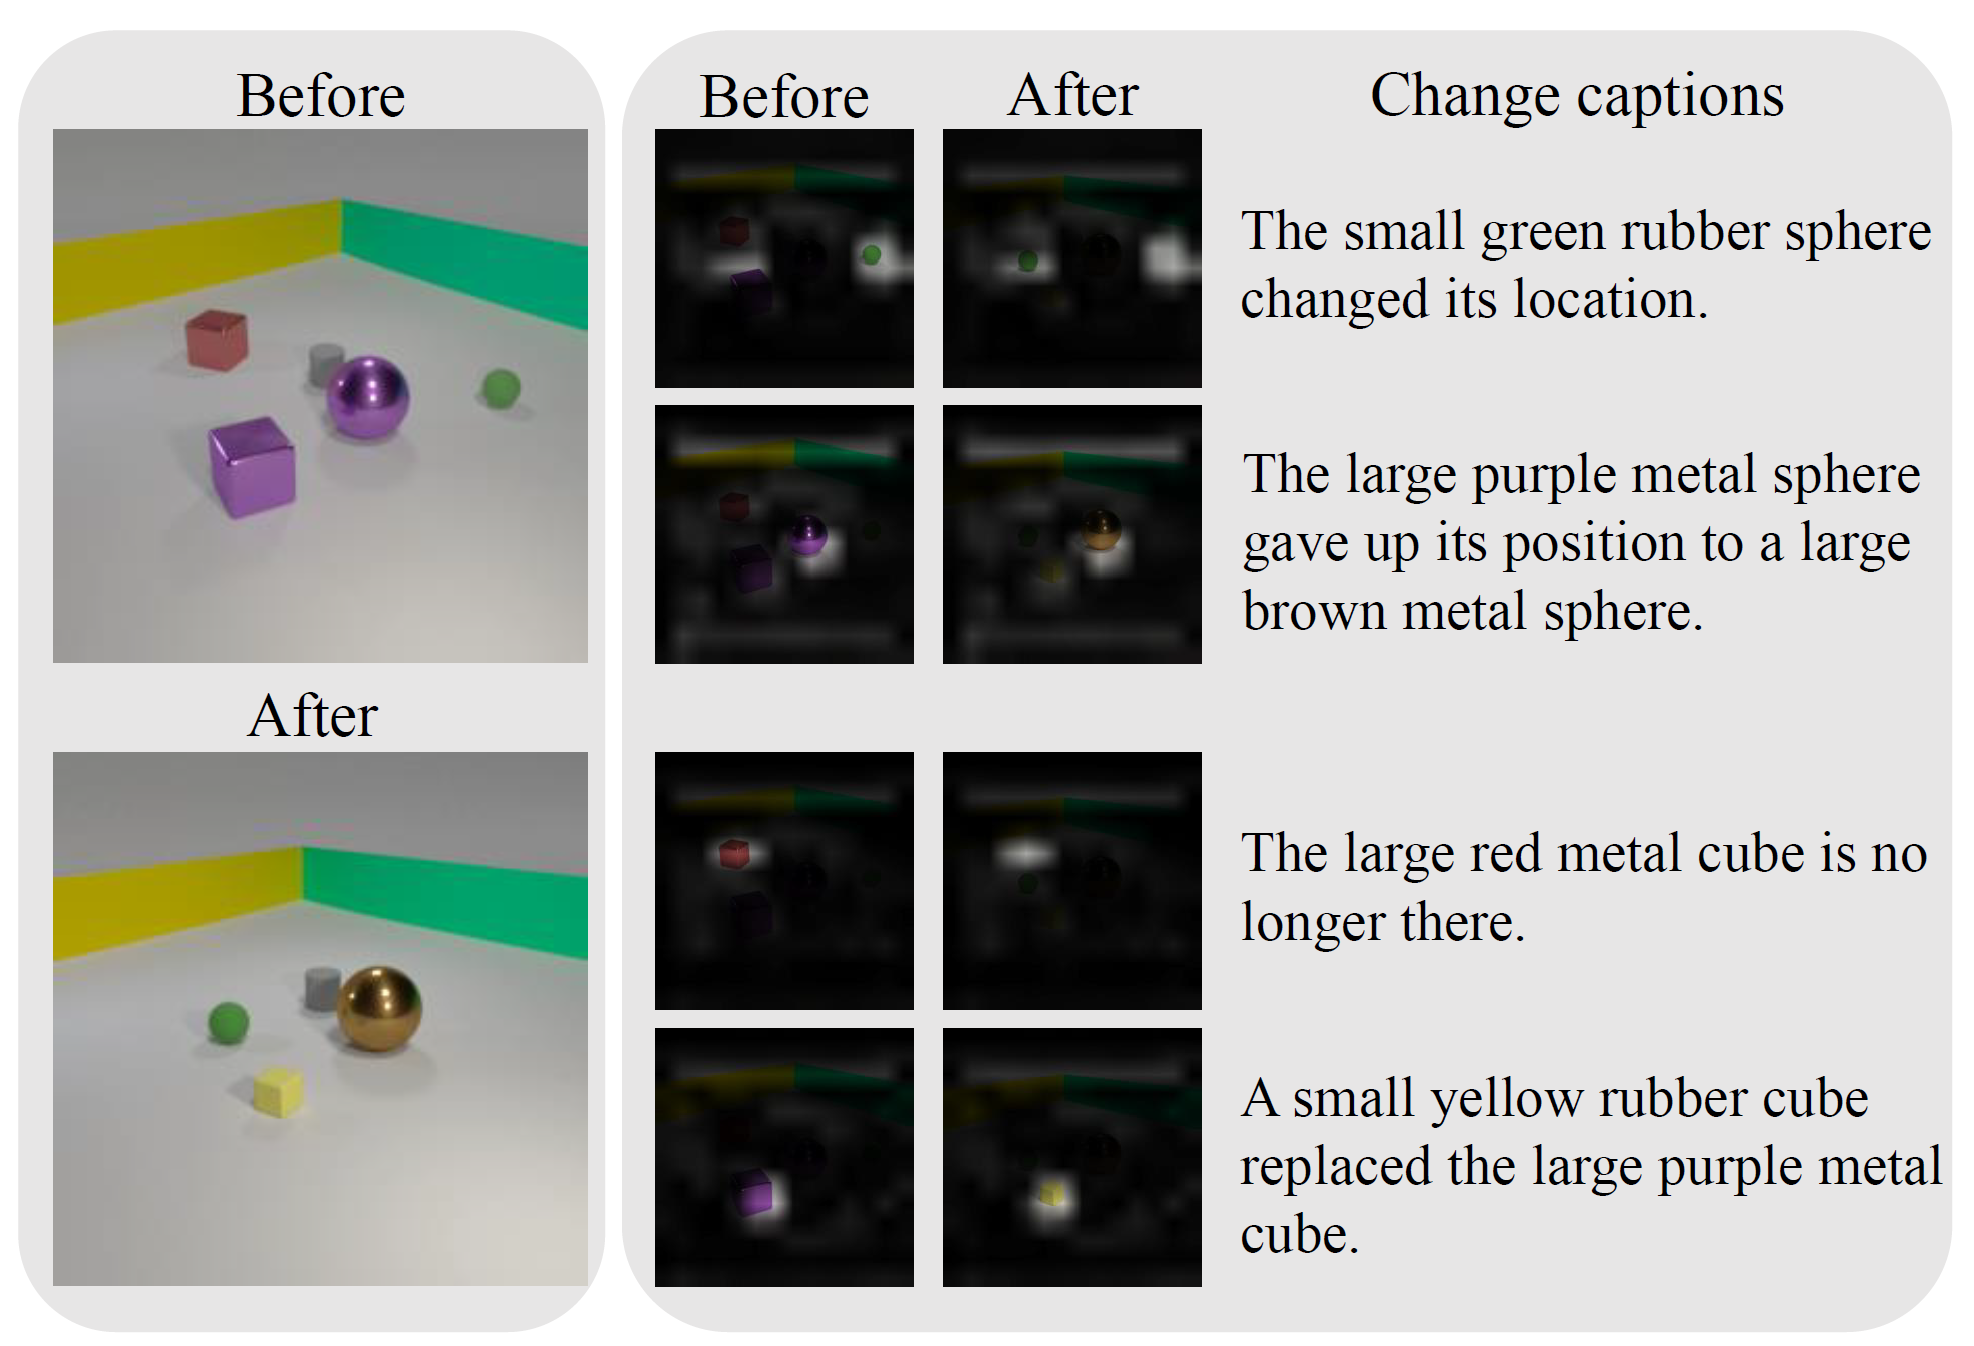 Before
After
Before After Change captions
The small green rubber sphere
changed its location.
The large purple metal sphere
gave up its position to a large
brown metal sphere.
The large red metal cube is no
longer there.
A small yellow rubber cube
replaced the large purple metal
cube.